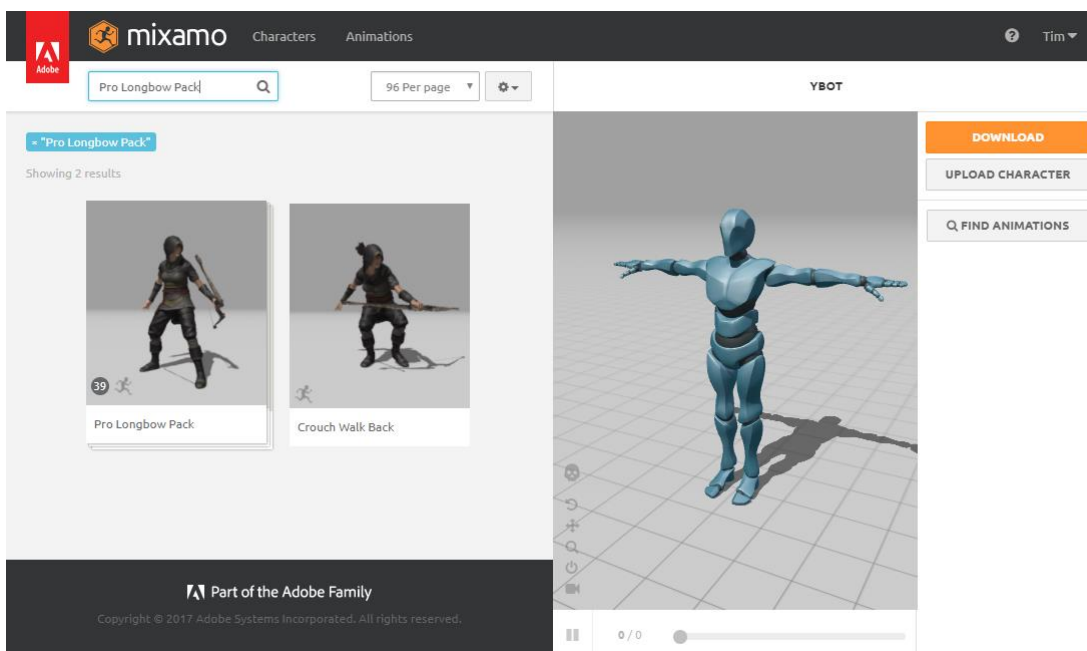 Adobe
mixamo
Characters
Animations
Tim
Pro Longbow Pack
96 Per page
YBOT
"Pro Longbow Pack"
Showing 2 results
DOWNLOAD
UPLOAD CHARACTER
FIND ANIMATIONS
39
Pro Longbow Pack
Crouch Walk Back
Part of the Adobe Family
Copyright © 2017 Adobe Systems Incorporated. All rights reserved.
0 / 0